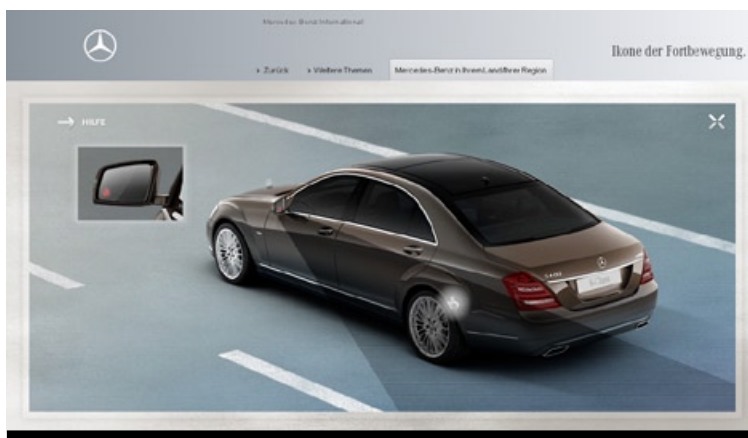 Mercedes-Benz International
Ikone der Fortbewegung.
› Zurück › Weitere Themen Mercedes-Benz in Ihrem Land/Ihrer Region
→ HILFE